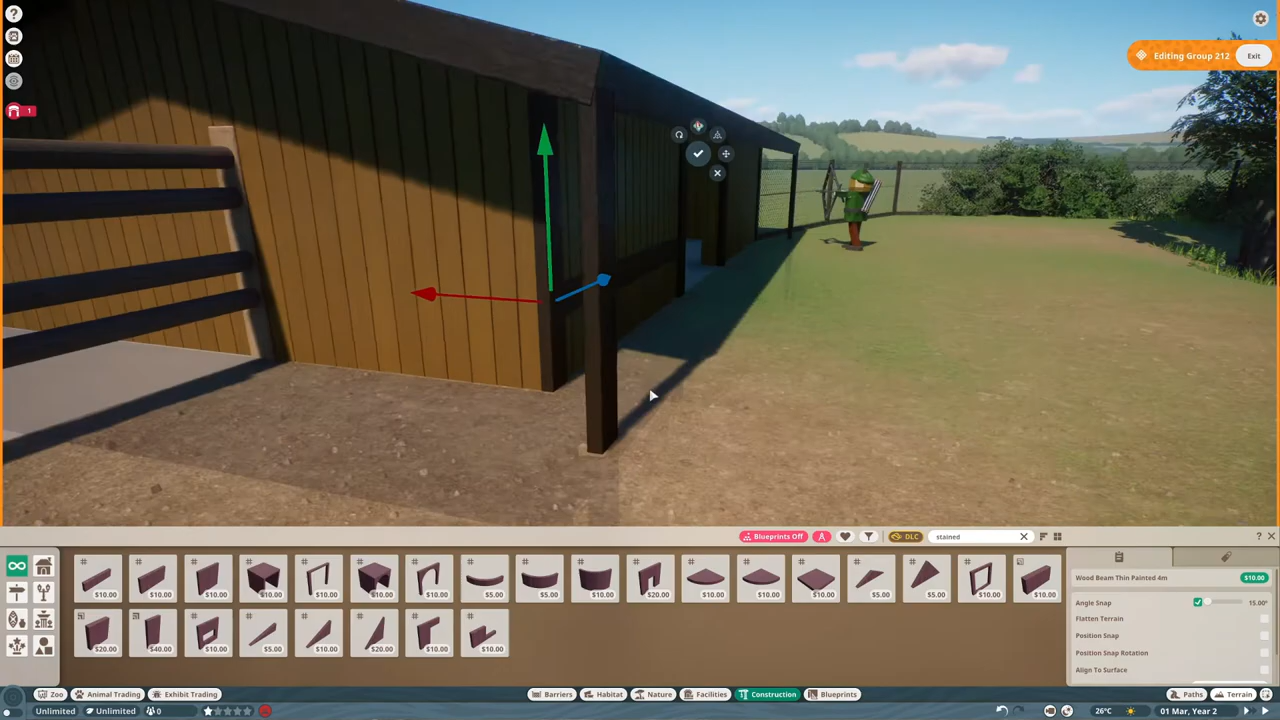 Editing Group 212
Exit
1
Blueprints Off
DLC
stained
$10.00 $10.00 $10.00 $10.00 $10.00 $10.00 $10.00 $5.00 $5.00 $10.00 $20.00 $10.00 $10.00 $10.00 $5.00 $5.00 $10.00 $10.00
$20.00 $40.00 $10.00 $5.00 $10.00 $20.00 $10.00 $10.00
Wood Beam Thin Painted 4m
$10.00
Angle Snap
15.00°
Flatten Terrain
Position Snap
Position Snap Rotation
Align To Surface
Zoo
Animal Trading
Exhibit Trading
Barriers
Habitat
Nature
Facilities
Construction
Blueprints
Paths
Terrain
Unlimited
Unlimited
0
26°C
01 Mar, Year 2